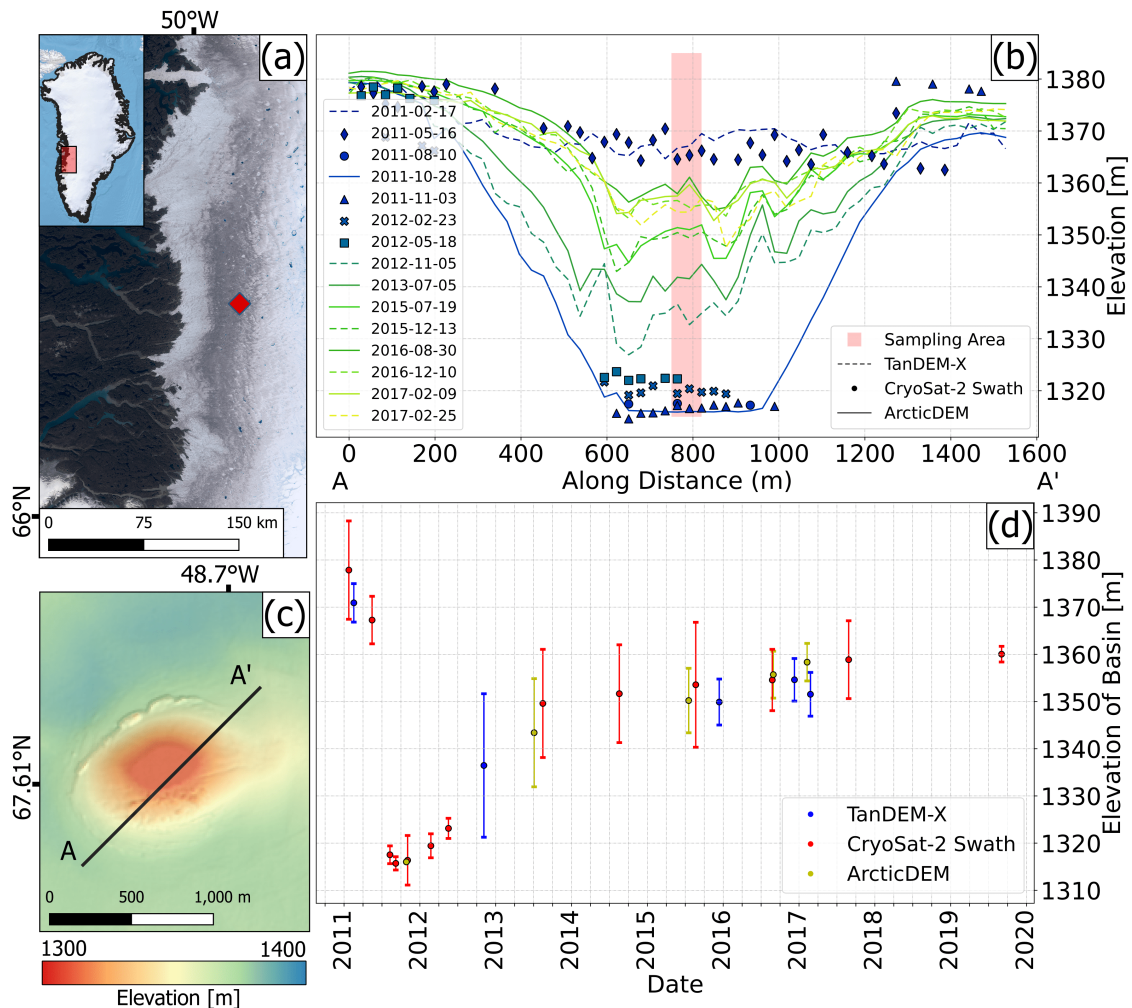 50°W
(a)
66°N
0 75 150 km
(b)
1380
1370
1360
1350
1340
1330
1320
Elevation [m]
2011-02-17
2011-05-16
2011-08-10
2011-10-28
2011-11-03
2012-02-23
2012-05-18
2012-11-05
2013-07-05
2015-07-19
2015-12-13
2016-08-30
2016-12-10
2017-02-09
2017-02-25
Sampling Area
TanDEM-X
CryoSat-2 Swath
ArcticDEM
0 200 400 600 800 1000 1200 1400 1600
A Along Distance (m) A'
48.7°W
(c)
A'
A
67.61°N
0 500 1,000 m
1300 1400
Elevation [m]
(d)
1390
1380
1370
1360
1350
1340
1330
1320
1310
Elevation of Basin [m]
TanDEM-X
CryoSat-2 Swath
ArcticDEM
2011 2012 2013 2014 2015 2016 2017 2018 2019 2020
Date